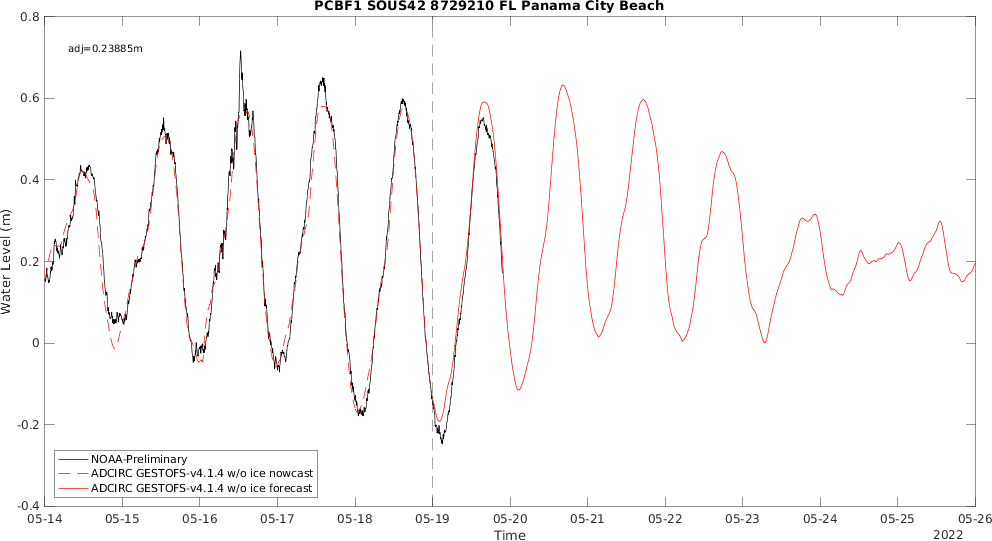 PCBF1 SOUS42 8729210 FL Panama City Beach
adj=0.23885m
Water Level (m)
0.8
0.6
0.4
0.2
0
-0.2
-0.4
NOAA-Preliminary
ADCIRC GESTOFS-v4.1.4 w/o ice nowcast
ADCIRC GESTOFS-v4.1.4 w/o ice forecast
05-14 05-15 05-16 05-17 05-18 05-19 05-20 05-21 05-22 05-23 05-24 05-25 05-26
Time
2022